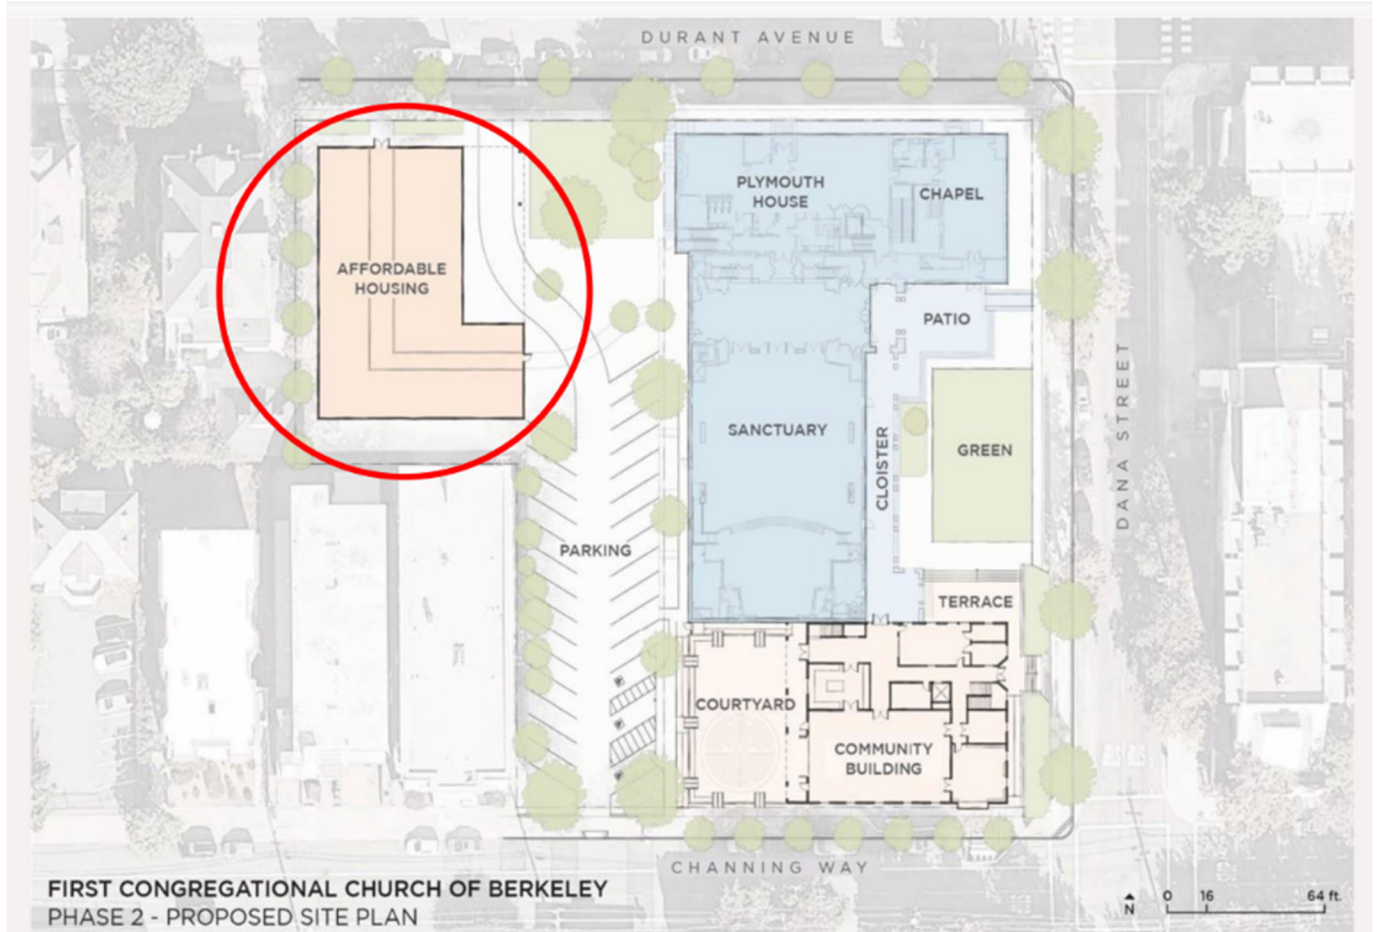 DURANT AVENUE
PLYMOUTH
HOUSE
CHAPEL
AFFORDABLE
HOUSING
PATIO
SANCTUARY
CLOISTER
GREEN
DANA STREET
PARKING
TERRACE
COURTYARD
COMMUNITY
BUILDING
CHANNING WAY
FIRST CONGREGATIONAL CHURCH OF BERKELEY
PHASE 2 - PROPOSED SITE PLAN
N
0 16 64 ft.